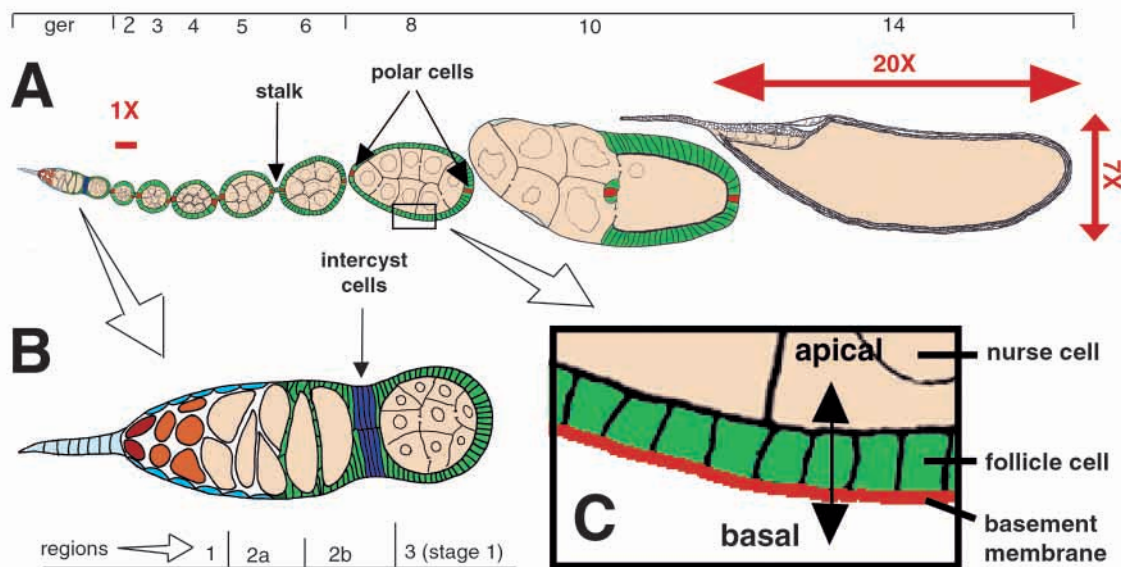 ger 2 3 4 5 6 8 10 14
A
1X
stalk
polar cells
20X
7X
intercyst
cells
B
apical
nurse cell
follicle cell
C
basal
basement
membrane
regions 1 2a 2b 3 (stage 1)